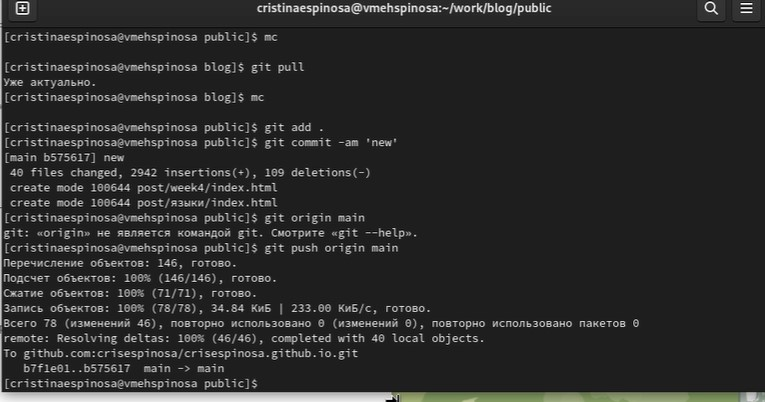 cristinaespinosa@vmehspinosa:~/work/blog/public
[cristinaespinosa@vmehspinosa public]$ mc
[cristinaespinosa@vmehspinosa blog]$ git pull
Уже актуально.
[cristinaespinosa@vmehspinosa blog]$ mc
[cristinaespinosa@vmehspinosa public]$ git add .
[cristinaespinosa@vmehspinosa public]$ git commit -am 'new'
[main b575617] new
 40 files changed, 2942 insertions(+), 109 deletions(-)
 create mode 100644 post/week4/index.html
 create mode 100644 post/языки/index.html
[cristinaespinosa@vmehspinosa public]$ git origin main
git: «origin» не является командой git. Смотрите «git --help».
[cristinaespinosa@vmehspinosa public]$ git push origin main
Перечисление объектов: 146, готово.
Подсчет объектов: 100% (146/146), готово.
Сжатие объектов: 100% (71/71), готово.
Запись объектов: 100% (78/78), 34.84 КиБ | 233.00 КиБ/с, готово.
Всего 78 (изменений 46), повторно использовано 0 (изменений 0), повторно использовано пакетов 0
remote: Resolving deltas: 100% (46/46), completed with 40 local objects.
To github.com:crisespinosa/crisespinosa.github.io.git
   b7f1e01..b575617  main -> main
[cristinaespinosa@vmehspinosa public]$